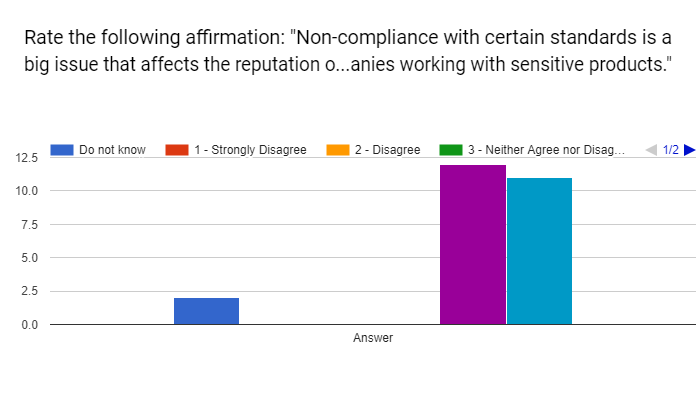 Rate the following affirmation: "Non-compliance with certain standards is a
big issue that affects the reputation o...anies working with sensitive products."
Do not know 1 - Strongly Disagree 2 - Disagree 3 - Neither Agree nor Disag... 1/2
12.5
10.0
7.5
5.0
2.5
0.0
Answer